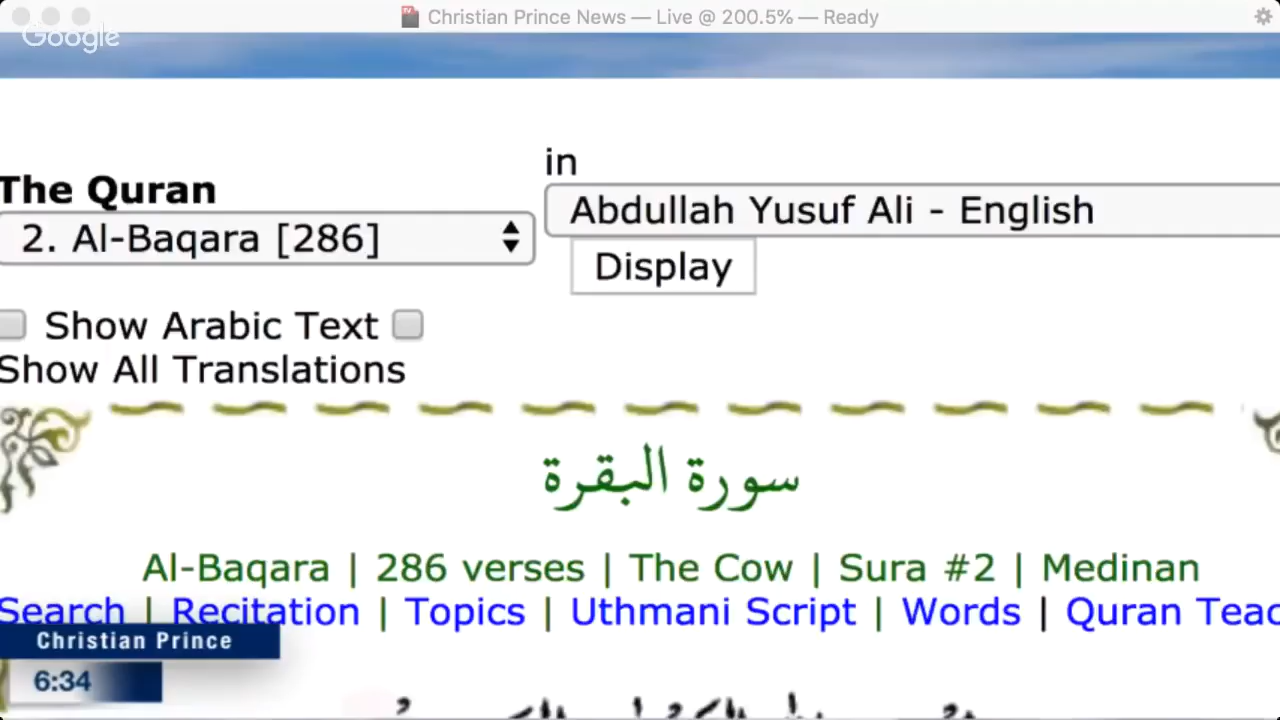 Christian Prince News — Live @ 200.5% — Ready
Google
in
The Quran
Abdullah Yusuf Ali - English
2. Al-Baqara [286]
Display
Show Arabic Text
Show All Translations
سورة البقرة
Al-Baqara | 286 verses | The Cow | Sura #2 | Medinan
Search | Recitation | Topics | Uthmani Script | Words | Quran Teac
Christian Prince
6:34